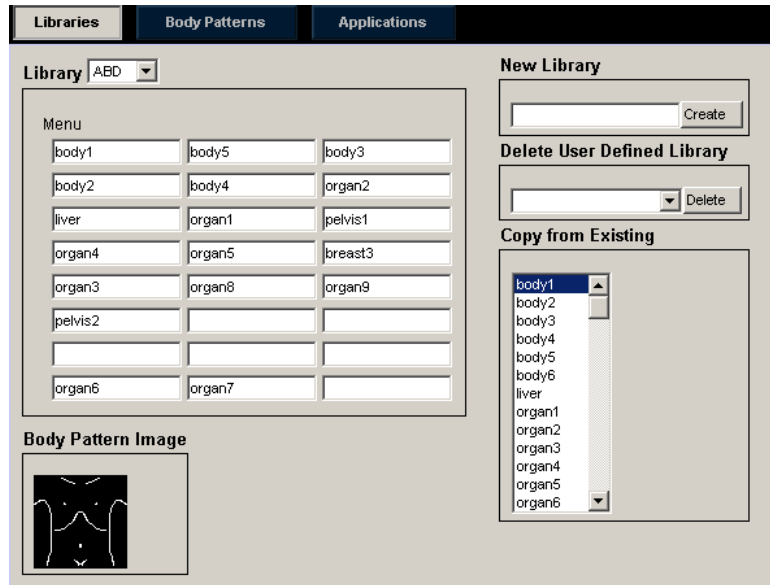 Libraries Body Patterns Applications
Library ABD
Menu
body1 body5 body3
body2 body4 organ2
liver organ1 pelvis1
organ4 organ5 breast3
organ3 organ8 organ9
pelvis2
organ6 organ7
Body Pattern Image
New Library
Create
Delete User Defined Library
Delete
Copy from Existing
body1
body2
body3
body4
body5
body6
liver
organ1
organ2
organ3
organ4
organ5
organ6